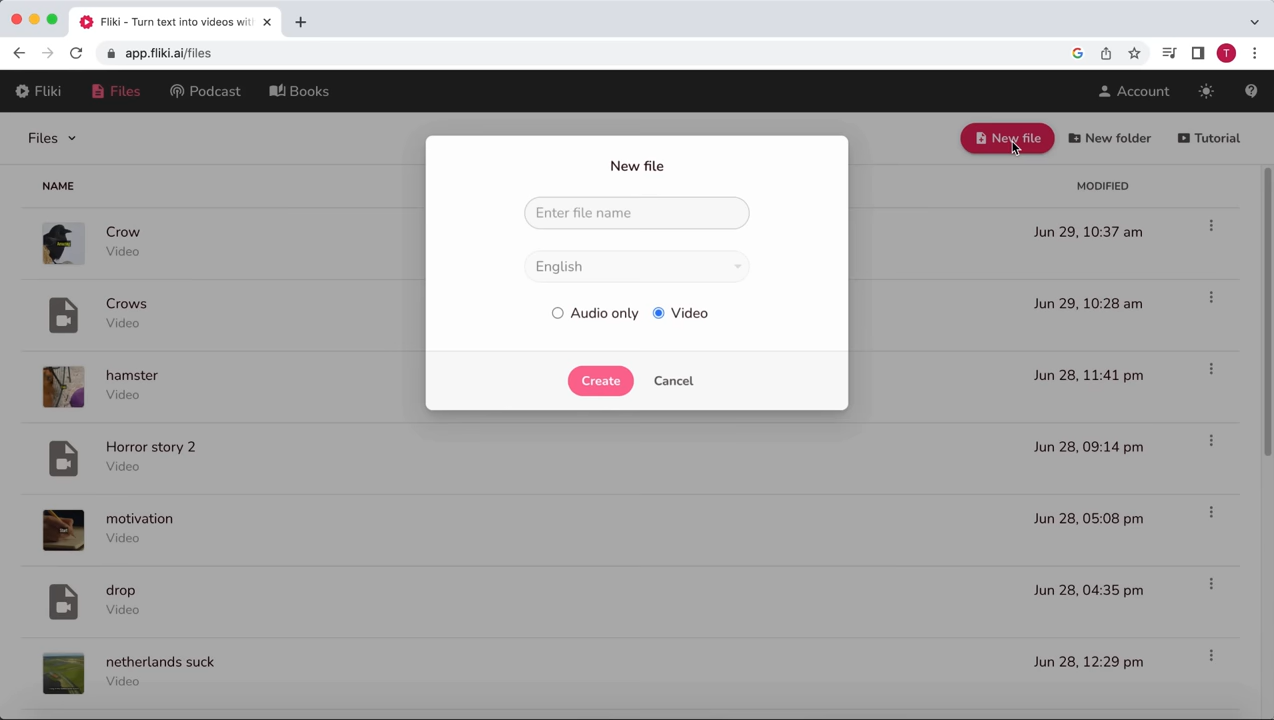 Fliki - Turn text into videos with
app.fliki.ai/files
T
Fliki
Files
Podcast
Books
Account
Files
New file
New folder
Tutorial
NAME
MODIFIED
New file
Enter file name
English
Audio only
Video
Create
Cancel
Crow
Video
Jun 29, 10:37 am
Crows
Video
Jun 29, 10:28 am
hamster
Video
Jun 28, 11:41 pm
Horror story 2
Video
Jun 28, 09:14 pm
motivation
Video
Jun 28, 05:08 pm
drop
Video
Jun 28, 04:35 pm
netherlands suck
Video
Jun 28, 12:29 pm